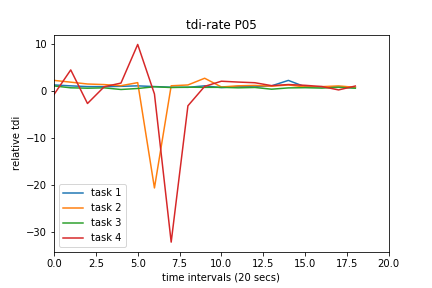 tdi-rate P05
10
0
−10
−20
−30
relative tdi
task 1
task 2
task 3
task 4
0.0 2.5 5.0 7.5 10.0 12.5 15.0 17.5 20.0
time intervals (20 secs)